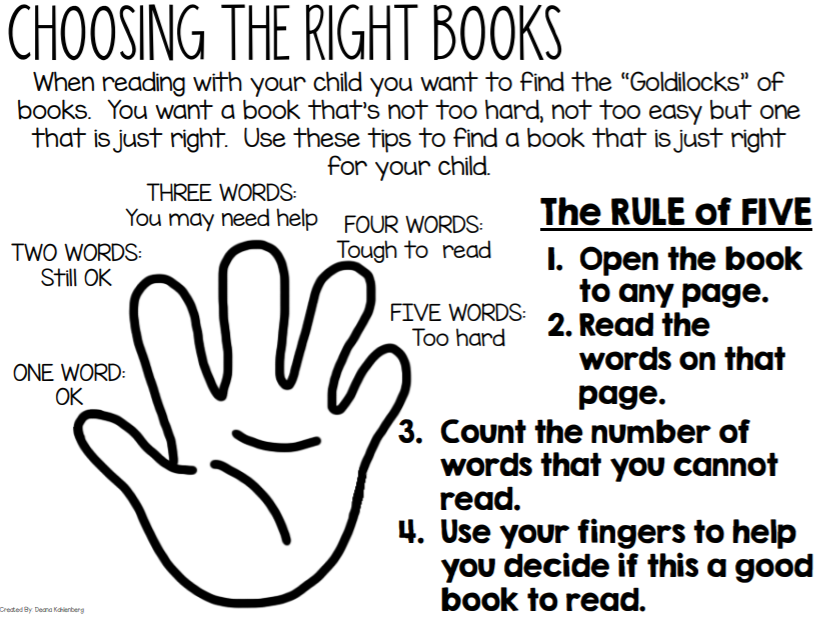 CHOOSING THE RIGHT BOOKS
When reading with your child you want to find the “Goldilocks” of
books. You want a book that’s not too hard, not too easy but one
that is just right. Use these tips to find a book that is just right
for your child.
THREE WORDS:
You may need help
FOUR WORDS:
Tough to read
TWO WORDS:
Still OK
FIVE WORDS:
Too hard
ONE WORD:
OK
The RULE of FIVE
1. Open the book
to any page.
2. Read the
words on that
page.
3. Count the number of
words that you cannot
read.
4. Use your fingers to help
you decide if this a good
book to read.
Created By: Deana Kahlenberg